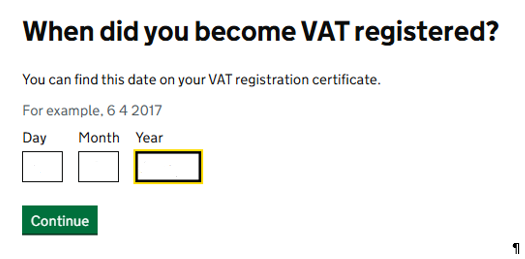 When did you become VAT registered?
You can find this date on your VAT registration certificate.
For example, 6 4 2017
Day Month Year
Continue
¶